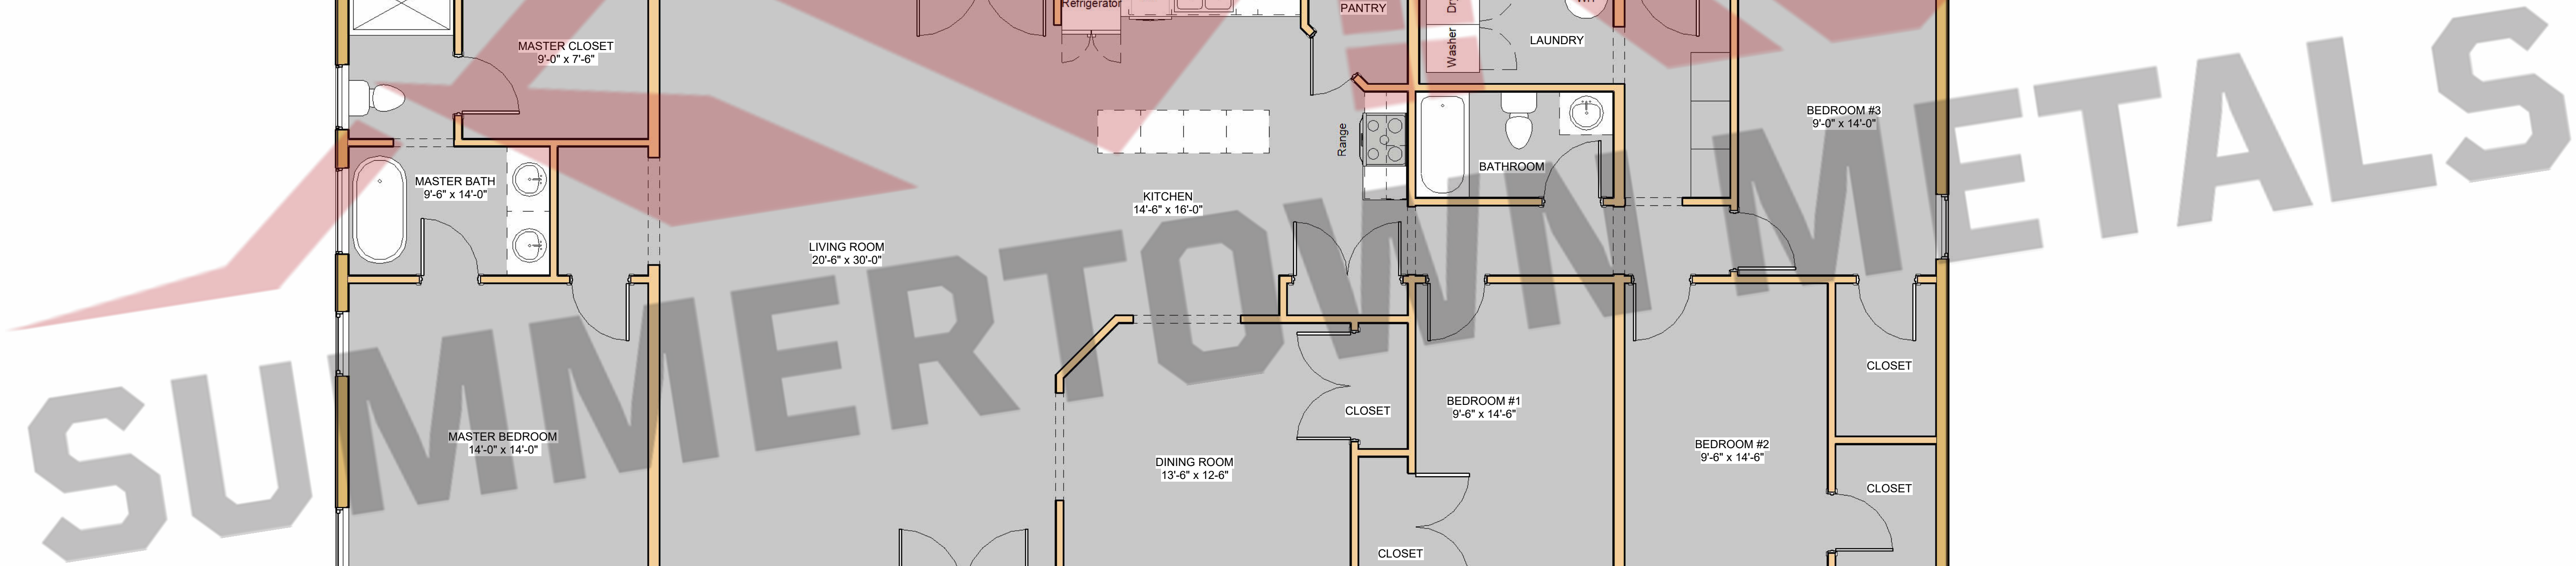 Refrigerator
PANTRY
Washer
LAUNDRY
MASTER CLOSET
9'-0" x 7'-6"
BEDROOM #3
9'-0" x 14'-0"
Range
BATHROOM
MASTER BATH
9'-6" x 14'-0"
KITCHEN
14'-6" x 16'-0"
LIVING ROOM
20'-6" x 30'-0"
SUMMERTOWN METALS
CLOSET
BEDROOM #1
9'-6" x 14'-6"
CLOSET
MASTER BEDROOM
14'-0" x 14'-0"
BEDROOM #2
9'-6" x 14'-6"
DINING ROOM
13'-6" x 12-6"
CLOSET
CLOSET